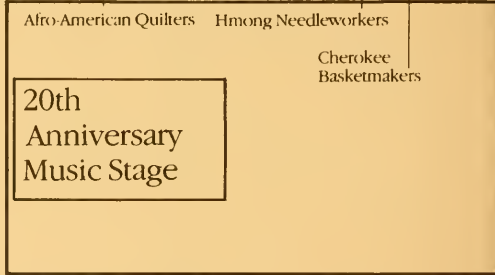 Afro-American Quilters Hmong Needleworkers
Cherokee
Basketmakers
20th
Anniversary
Music Stage